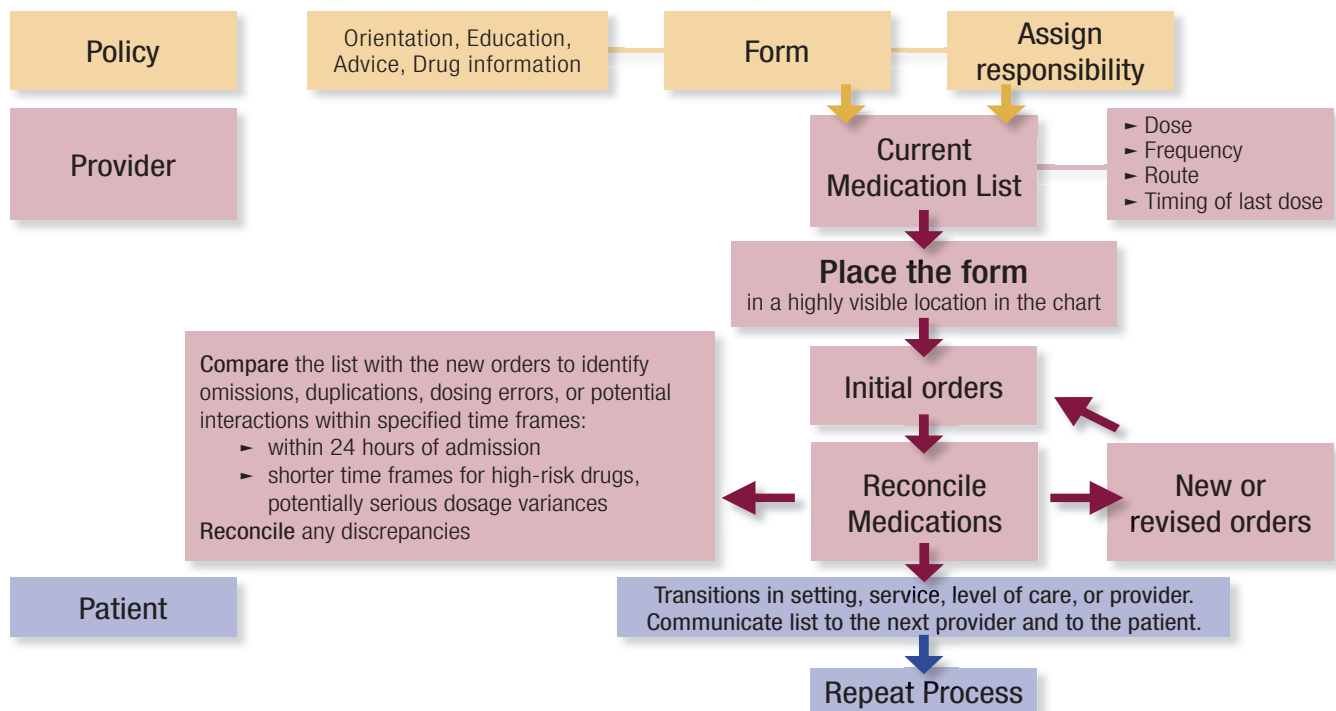 Policy
Orientation, Education,
Advice, Drug information
Form
Assign
responsibility
Provider
Current
Medication List
► Dose
► Frequency
► Route
► Timing of last dose
Place the form
in a highly visible location in the chart
Compare the list with the new orders to identify
omissions, duplications, dosing errors, or potential
interactions within specified time frames:
► within 24 hours of admission
► shorter time frames for high-risk drugs,
potentially serious dosage variances
Reconcile any discrepancies
Initial orders
Reconcile
Medications
New or
revised orders
Patient
Transitions in setting, service, level of care, or provider.
Communicate list to the next provider and to the patient.
Repeat Process